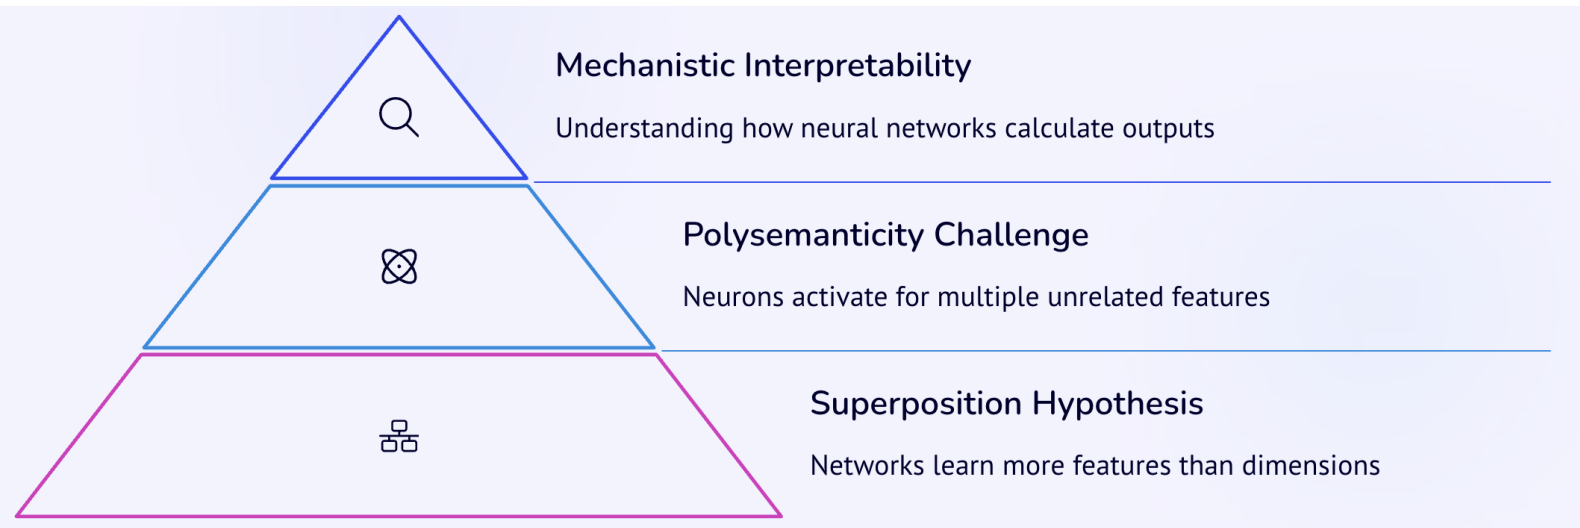 Mechanistic Interpretability
Understanding how neural networks calculate outputs
Polysemanticity Challenge
Neurons activate for multiple unrelated features
Superposition Hypothesis
Networks learn more features than dimensions